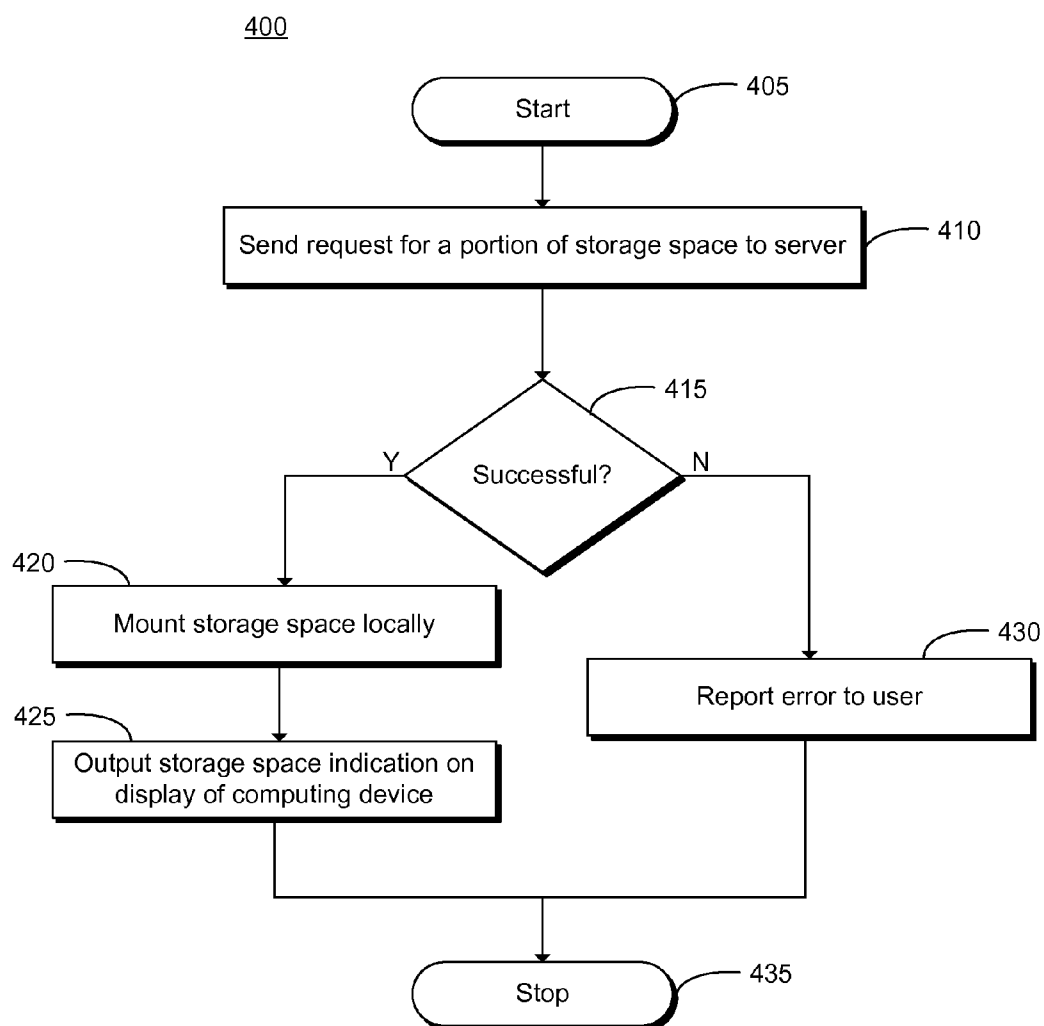 400
Start
405
Send request for a portion of storage space to server
410
415
Successful?
Y
N
420
Mount storage space locally
430
Report error to user
425
Output storage space indication on
display of computing device
Stop
435